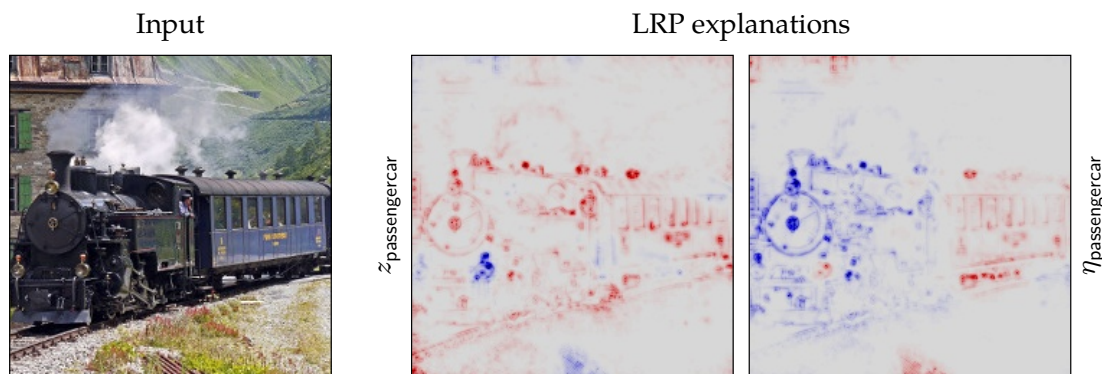 Input
LRP explanations
z_passengercar
η_passengercar